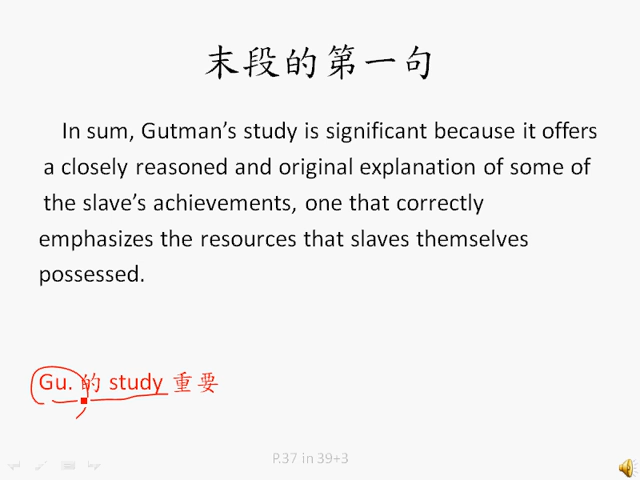 末段的第一句
In sum, Gutman's study is significant because it offers
a closely reasoned and original explanation of some of
the slave's achievements, one that correctly
emphasizes the resources that slaves themselves
possessed.
Gu. 的 study 重要
P.37 in 39+3